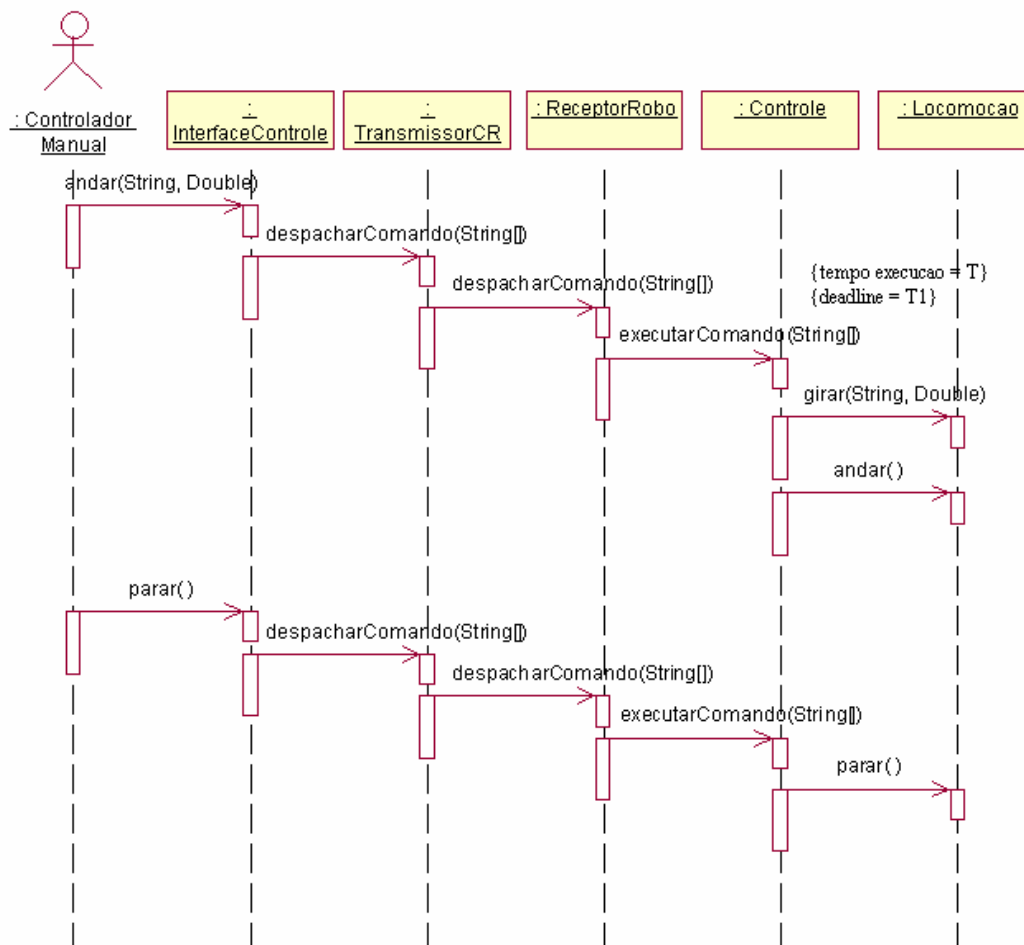 : Controlador
Manual
:
InterfaceControle
:
TransmissorCR
: ReceptorRobo
: Controle
: Locomocao
andar(String, Double)
despacharComando(String[])
despacharComando(String[])
{tempo execucao = T}
{deadline = T1}
executarComando(String[])
girar(String, Double)
andar()
parar()
despacharComando(String[])
despacharComando(String[])
executarComando(String[])
parar()